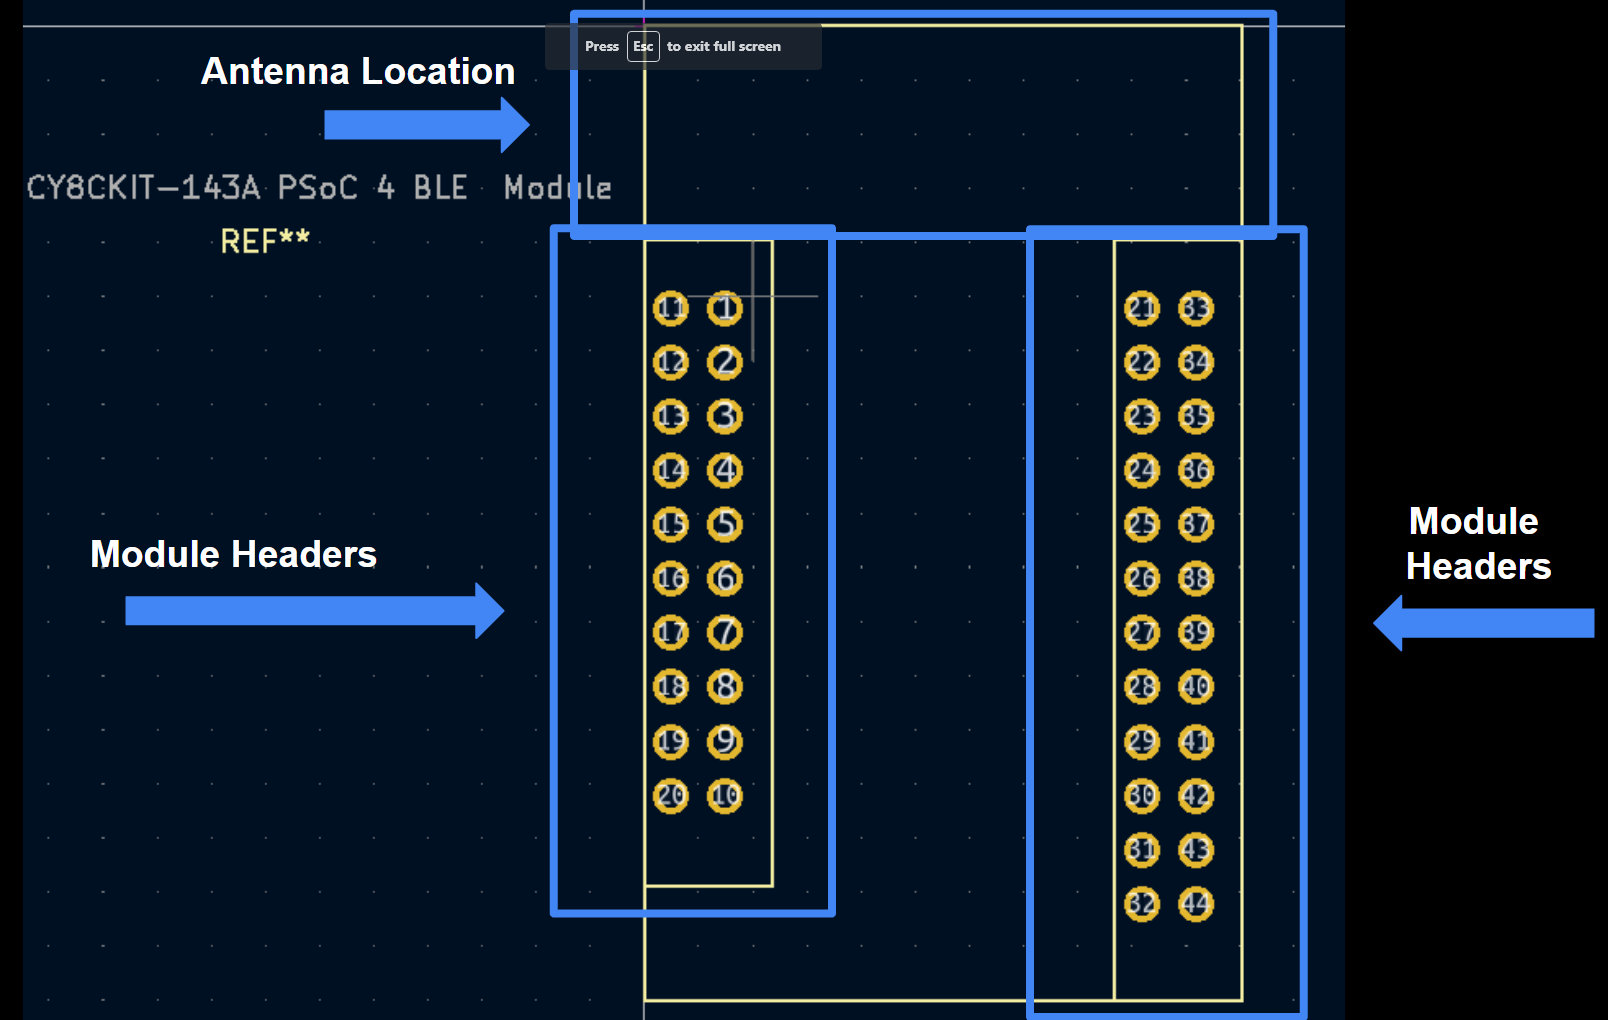 Press Esc to exit full screen
Antenna Location
CY8CKIT-143A PSoC 4 BLE Module
REF**
11 1 21 33
12 2 22 34
13 3 23 35
14 4 24 36
15 5 25 37
16 6 26 38
17 7 27 39
18 8 28 40
19 9 29 41
20 10 30 42
31 43
32 44
Module Headers
Module
Headers